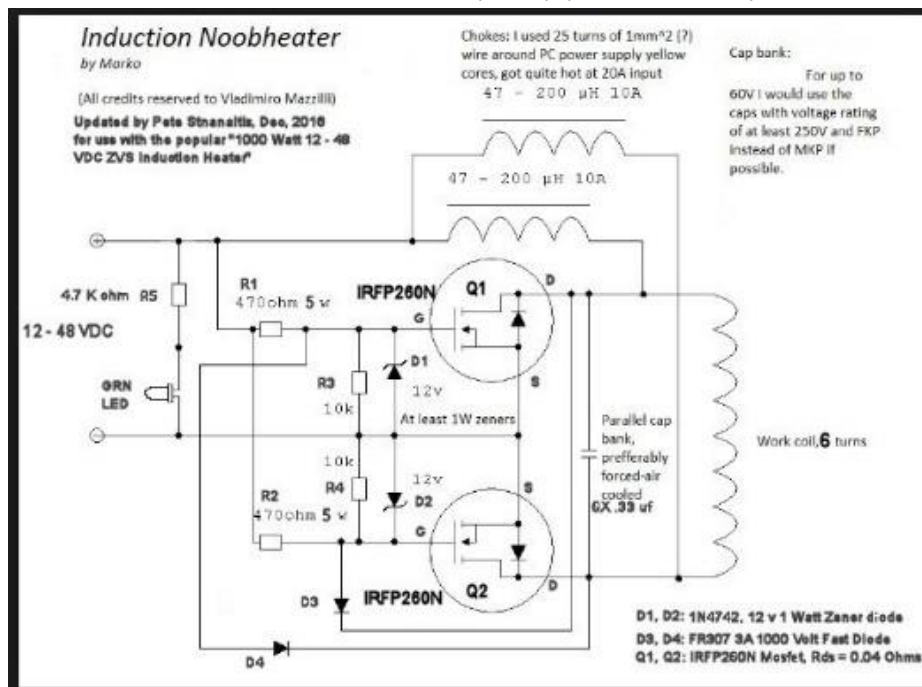 Induction Noobheater
by Marko
(All credits reserved to Vladimiro Mazzilli)
Updated by Pete Stnanaitis, Dec, 2016
for use with the popular "1000 Watt 12 - 48
VDC ZVS Induction Heater"
Chokes: I used 25 turns of 1mm^2 (?)
wire around PC power supply yellow
cores, got quite hot at 20A input
47 - 200 µH 10A
47 - 200 µH 10A
Cap bank:
For up to
60V I would use the
caps with voltage rating
of at least 250V and FKP
instead of MKP if
possible.
R1
470ohm 5 w
4.7 K ohm R5
12 - 48 VDC
GRN
LED
IRFP260N
Q1
D
G
S
D1
12v
R3
10k
At least 1W zeners
10k
R4
12v
D2
R2
470ohm 5 w
Parallel cap
bank,
prefferably
forced-air
cooled
6X .33 uf
Work coil, 6 turns
S
G
D
Q2
IRFP260N
D3
D4
D1, D2: 1N4742, 12 v 1 Watt Zaner diode
D3, D4: FR307 3A 1000 Volt Fast Diode
Q1, Q2: IRFP260N Mosfet, Rds = 0.04 Ohms